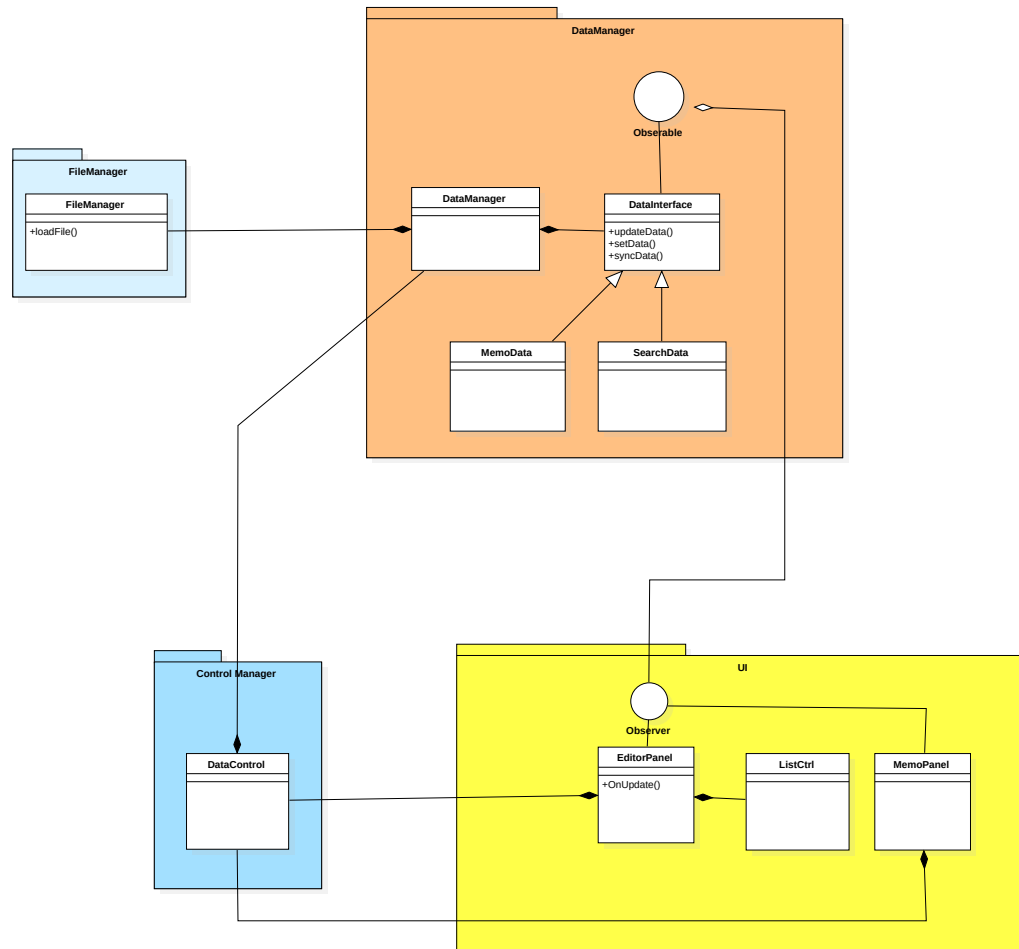 DataManager
Obserable
FileManager
FileManager
+loadFile()
DataManager
DataInterface
+updateData()
+setData()
+syncData()
MemoData
SearchData
Control Manager
DataControl
UI
Observer
EditorPanel
+OnUpdate()
ListCtrl
MemoPanel